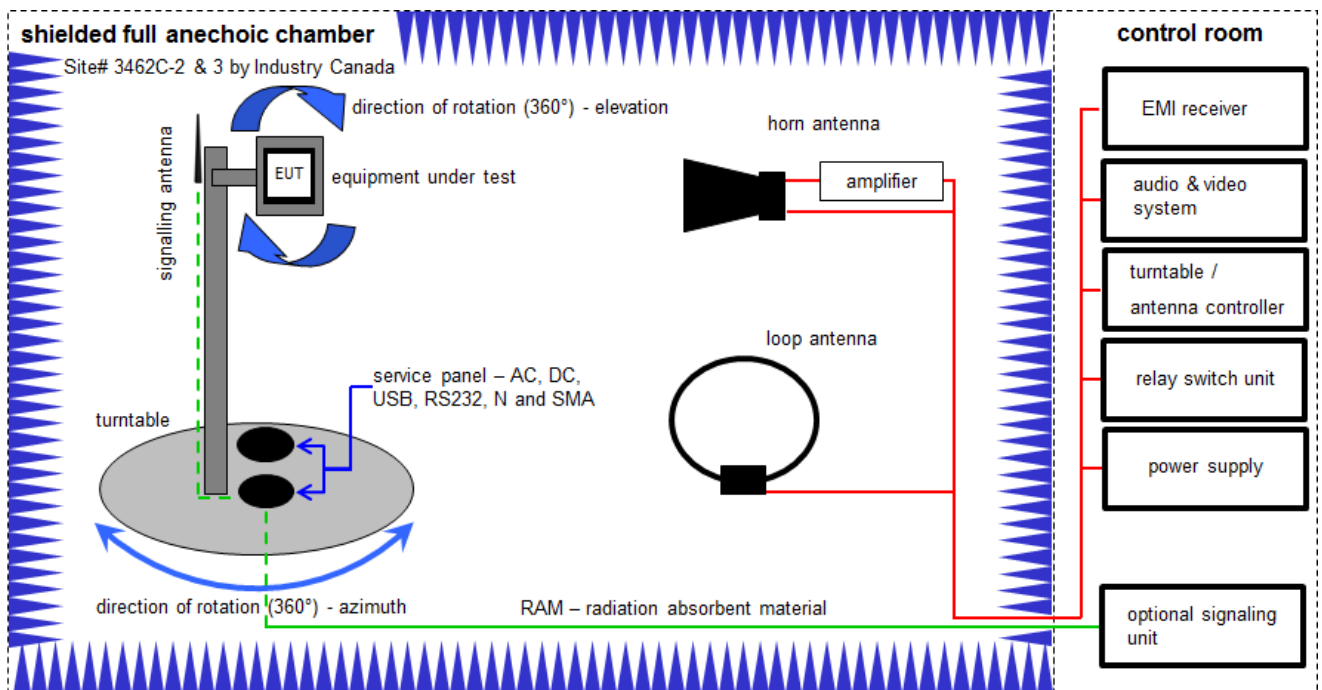 shielded full anechoic chamber
Site# 3462C-2 & 3 by Industry Canada
direction of rotation (360°) - elevation
signalling antenna
EUT
equipment under test
horn antenna
amplifier
loop antenna
service panel – AC, DC,
USB, RS232, N and SMA
turntable
direction of rotation (360°) - azimuth
RAM – radiation absorbent material
control room
EMI receiver
audio & video
system
turntable /
antenna controller
relay switch unit
power supply
optional signaling
unit